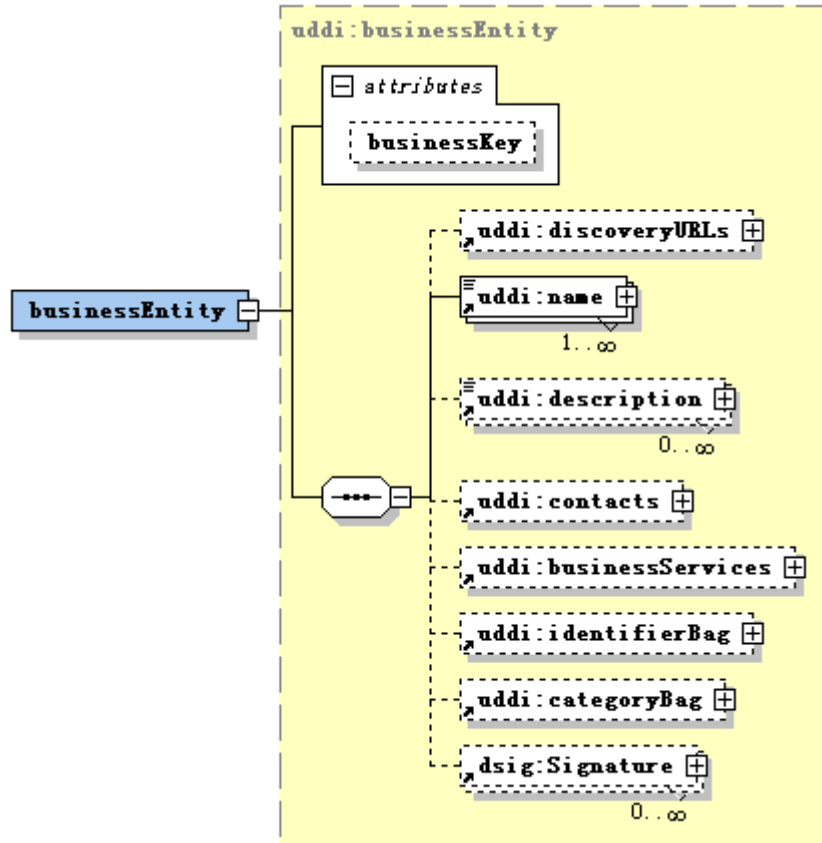 uddi:businessEntity
attributes
businessKey
uddi:discoveryURLs
uddi:name
businessEntity
1..∞
uddi:description
0..∞
uddi:contacts
uddi:businessServices
uddi:identifierBag
uddi:categoryBag
dsig:Signature
0..∞